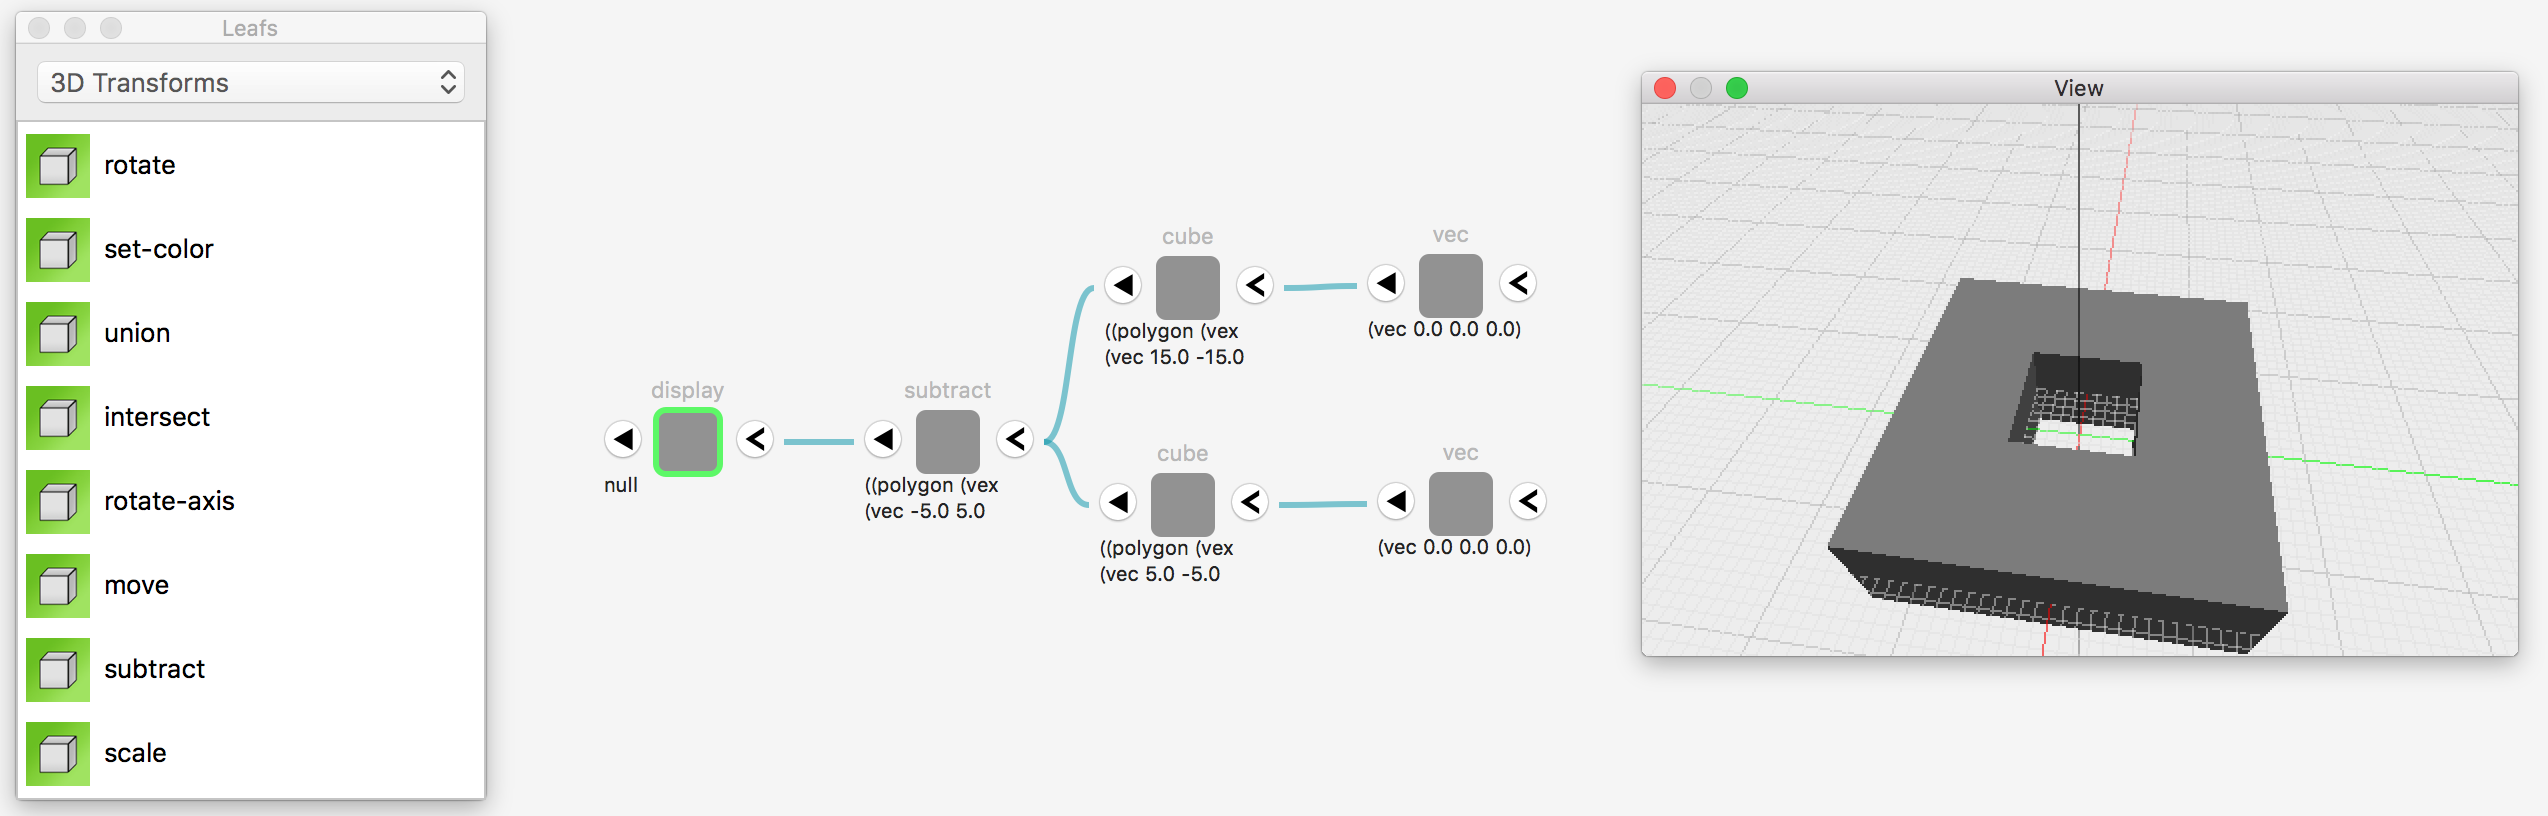 Leafs
3D Transforms
rotate
set-color
union
intersect
rotate-axis
move
subtract
scale
display
null
subtract
((polygon (vex
(vec -5.0 5.0
cube
((polygon (vex
(vec 15.0 -15.0
vec
(vec 0.0 0.0 0.0)
cube
((polygon (vex
(vec 5.0 -5.0
vec
(vec 0.0 0.0 0.0)
View